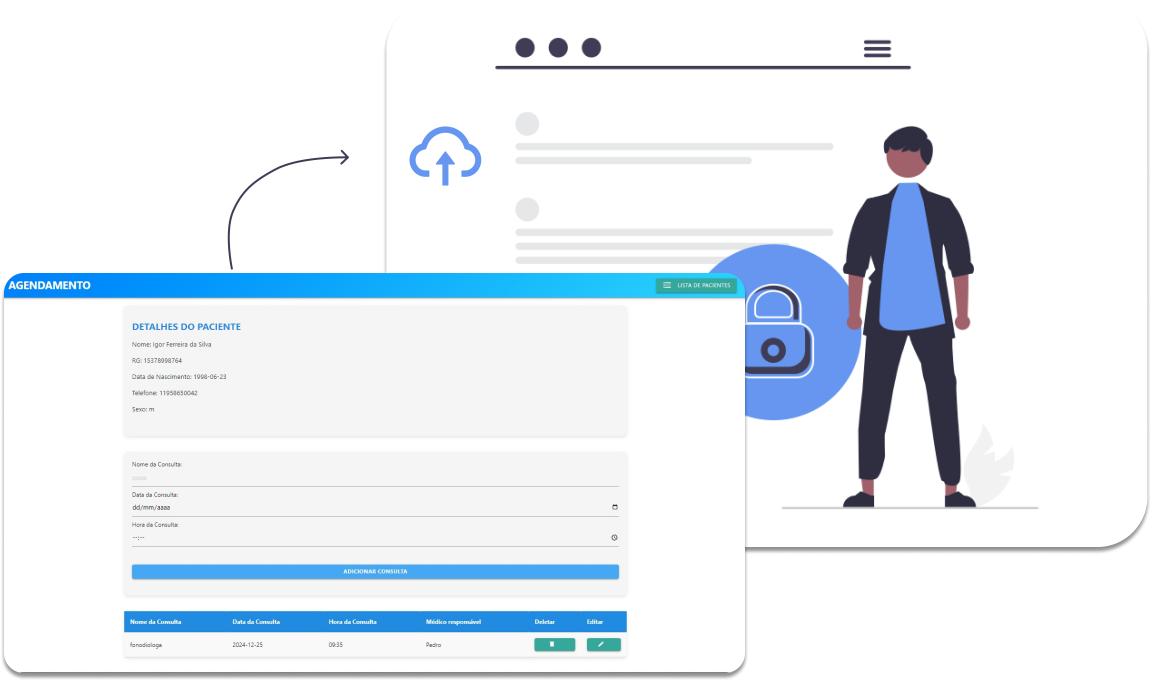 AGENDAMENTO
LISTA DE PACIENTES
DETALHES DO PACIENTE
Nome: Igor Ferreira da Silva
RG: 15378998764
Data de Nascimento: 1998-06-23
Telefone: 11958650042
Sexo: m
Nome da Consulta:
Data da Consulta:
dd/mm/aaaa
Hora da Consulta:
--:--
ADICIONAR CONSULTA
Nome da Consulta Data da Consulta Hora da Consulta Médico responsável Deletar Editar
fonodiologa 2024-12-25 09:35 Pedro